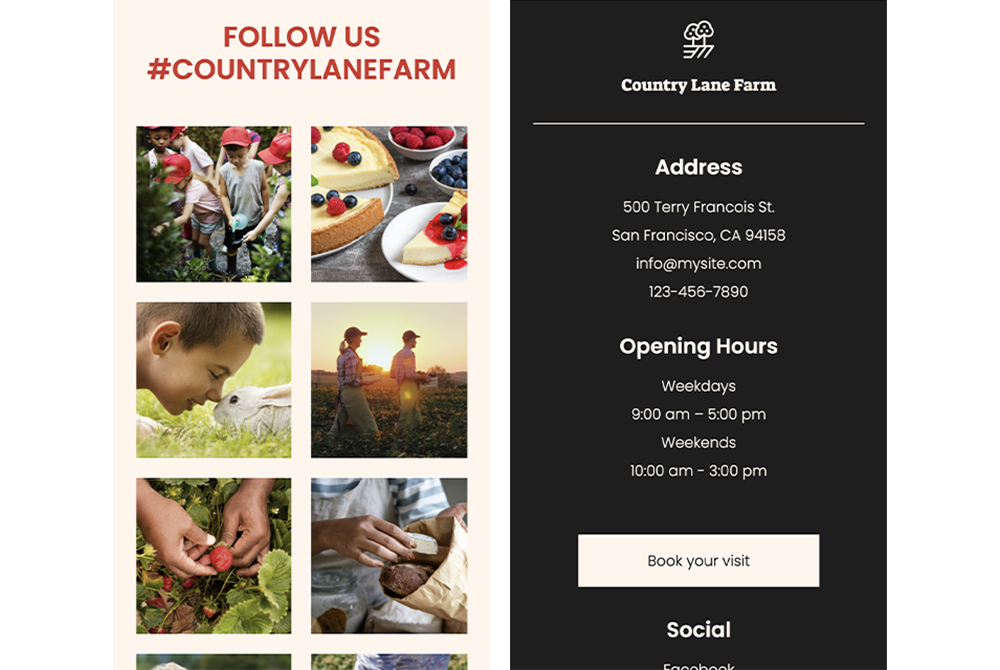 FOLLOW US
#COUNTRYLANEFARM
Country Lane Farm
Address
500 Terry Francois St.
San Francisco, CA 94158
info@mysite.com
123-456-7890
Opening Hours
Weekdays
9:00 am – 5:00 pm
Weekends
10:00 am - 3:00 pm
Book your visit
Social
Facebook